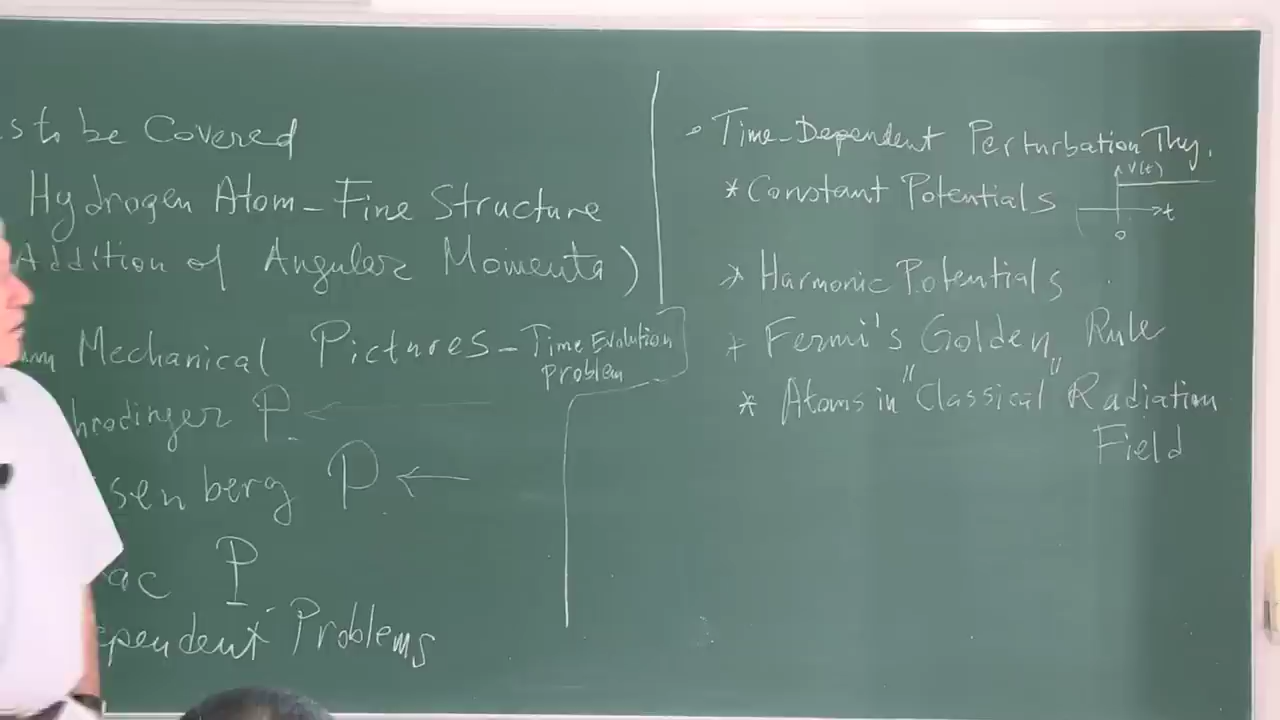 to be Covered
Hydrogen Atom - Fine Structure
Addition of Angular Momenta)
Mechanical Pictures - Time Evolution
problem
hrodinger P.
senberg P
ac P
ependent Problems
• Time-Dependent Perturbation Thy.
* Constant Potentials
V(t)
t
0
* Harmonic Potentials
* Fermi's Golden Rule
* Atoms in "Classical" Radiation
Field